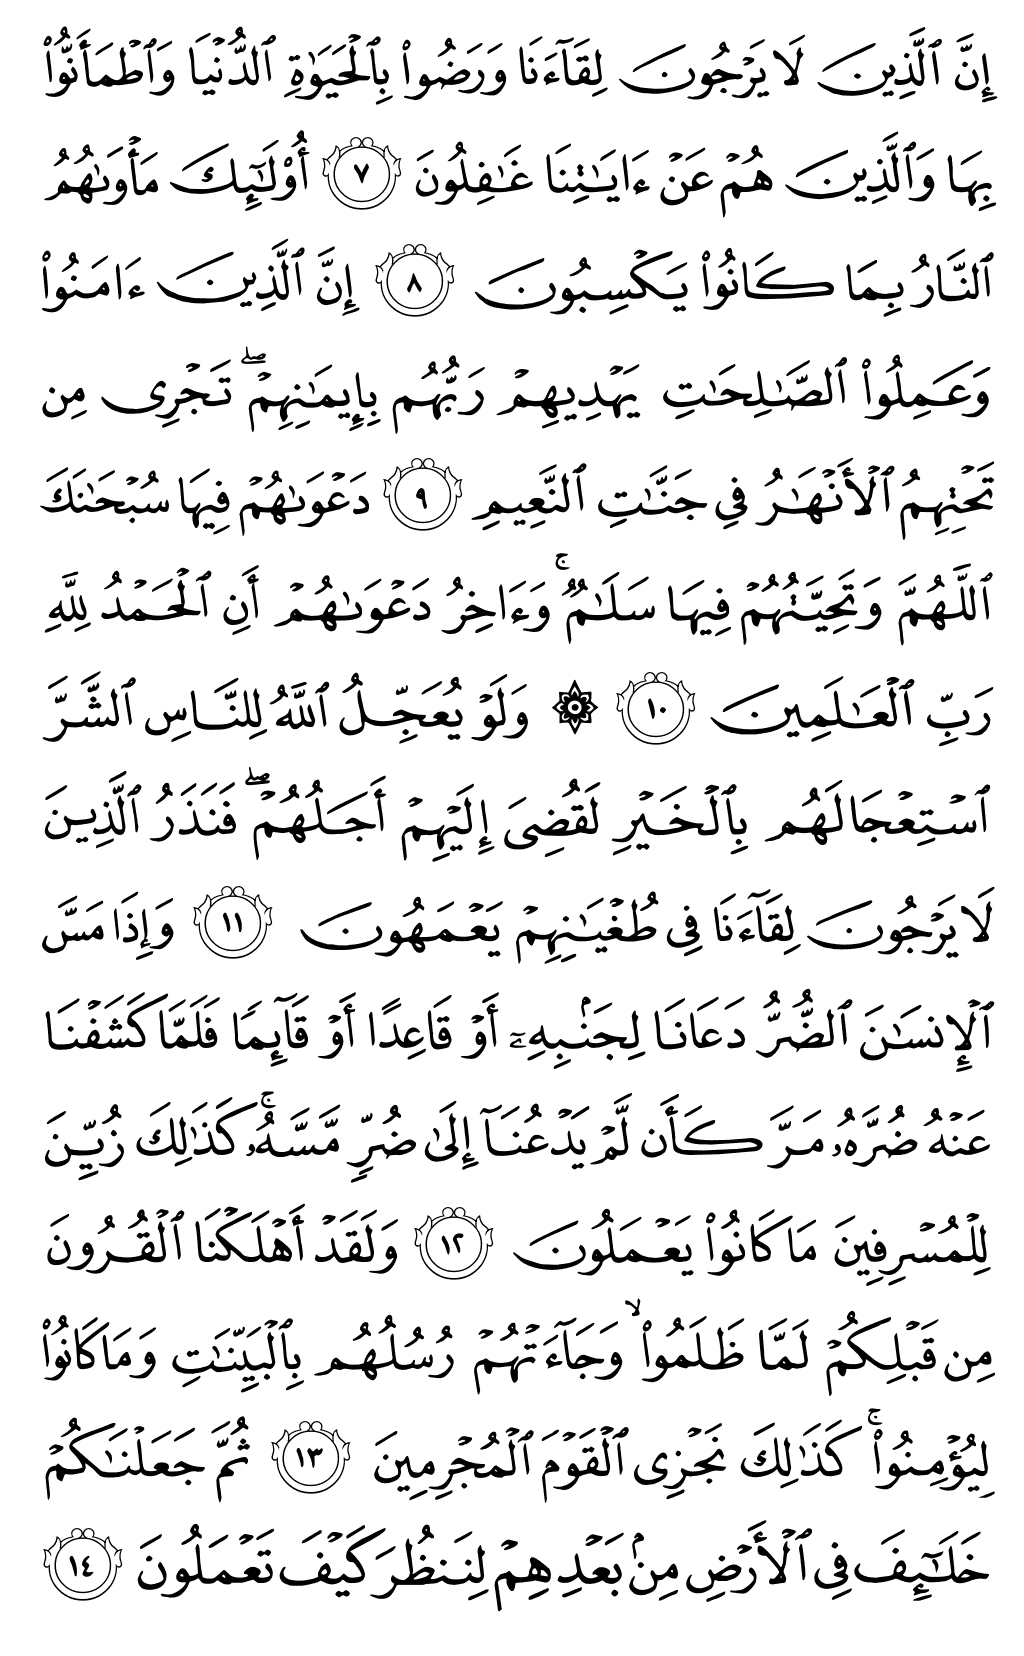 إِنَّ ٱلَّذِينَ لَا يَرْجُونَ لِقَآءَنَا وَرَضُوا۟ بِٱلْحَيَوٰةِ ٱلدُّنْيَا وَٱطْمَأَنُّوا۟
بِهَا وَٱلَّذِينَ هُمْ عَنْ ءَايَـٰتِنَا غَـٰفِلُونَ ٧ أُو۟لَـٰٓئِكَ مَأْوَىٰهُمُ
ٱلنَّارُ بِمَا كَانُوا۟ يَكْسِبُونَ ٨ إِنَّ ٱلَّذِينَ ءَامَنُوا۟
وَعَمِلُوا۟ ٱلصَّـٰلِحَـٰتِ يَهْدِيهِمْ رَبُّهُم بِإِيمَـٰنِهِمْ ۖ تَجْرِى مِن
تَحْتِهِمُ ٱلْأَنْهَـٰرُ فِى جَنَّـٰتِ ٱلنَّعِيمِ ٩ دَعْوَىٰهُمْ فِيهَا سُبْحَـٰنَكَ
ٱللَّهُمَّ وَتَحِيَّتُهُمْ فِيهَا سَلَـٰمٌ ۚ وَءَاخِرُ دَعْوَىٰهُمْ أَنِ ٱلْحَمْدُ لِلَّهِ
رَبِّ ٱلْعَـٰلَمِينَ ١٠ ۞ وَلَوْ يُعَجِّلُ ٱللَّهُ لِلنَّاسِ ٱلشَّرَّ
ٱسْتِعْجَالَهُم بِٱلْخَيْرِ لَقُضِىَ إِلَيْهِمْ أَجَلُهُمْ ۖ فَنَذَرُ ٱلَّذِينَ
لَا يَرْجُونَ لِقَآءَنَا فِى طُغْيَـٰنِهِمْ يَعْمَهُونَ ١١ وَإِذَا مَسَّ
ٱلْإِنسَـٰنَ ٱلضُّرُّ دَعَانَا لِجَنۢبِهِۦٓ أَوْ قَاعِدًا أَوْ قَآئِمًا فَلَمَّا كَشَفْنَا
عَنْهُ ضُرَّهُۥ مَرَّ كَأَن لَّمْ يَدْعُنَآ إِلَىٰ ضُرٍّ مَّسَّهُۥ ۚ كَذَٰلِكَ زُيِّنَ
لِلْمُسْرِفِينَ مَا كَانُوا۟ يَعْمَلُونَ ١٢ وَلَقَدْ أَهْلَكْنَا ٱلْقُرُونَ
مِن قَبْلِكُمْ لَمَّا ظَلَمُوا۟ ۙ وَجَآءَتْهُمْ رُسُلُهُم بِٱلْبَيِّنَـٰتِ وَمَا كَانُوا۟
لِيُؤْمِنُوا۟ ۚ كَذَٰلِكَ نَجْزِى ٱلْقَوْمَ ٱلْمُجْرِمِينَ ١٣ ثُمَّ جَعَلْنَـٰكُمْ
خَلَـٰٓئِفَ فِى ٱلْأَرْضِ مِنۢ بَعْدِهِمْ لِنَنظُرَ كَيْفَ تَعْمَلُونَ ١٤